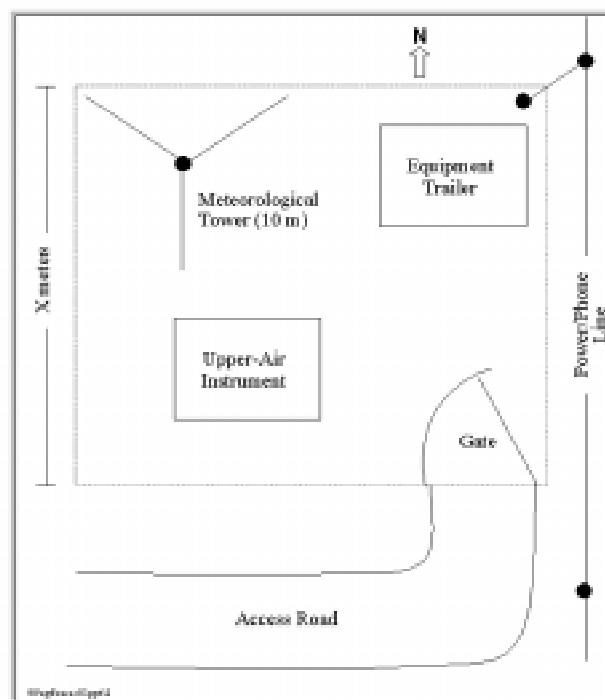 N
Equipment
Trailer
Meteorological
Tower (10 m)
X meters
Power/Phone
Line
Upper-Air
Instrument
Gate
Access Road